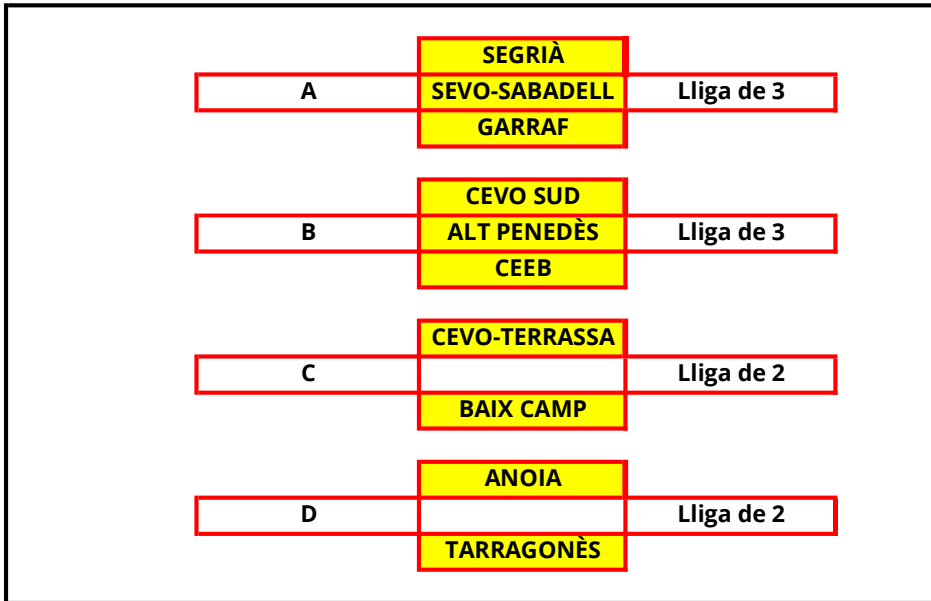 SEGRIÀ
A SEVO-SABADELL Lliga de 3
GARRAF
CEVO SUD
B ALT PENEDÈS Lliga de 3
CEEB
CEVO-TERRASSA
C Lliga de 2
BAIX CAMP
ANOIA
D Lliga de 2
TARRAGONÈS